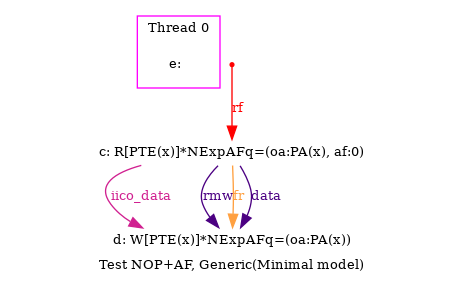 Thread 0
e:
rf
c: R[PTE(x)]*NExpAFq=(oa:PA(x), af:0)
iico_data rmw fr data
d: W[PTE(x)]*NExpAFq=(oa:PA(x))
Test NOP+AF, Generic(Minimal model)